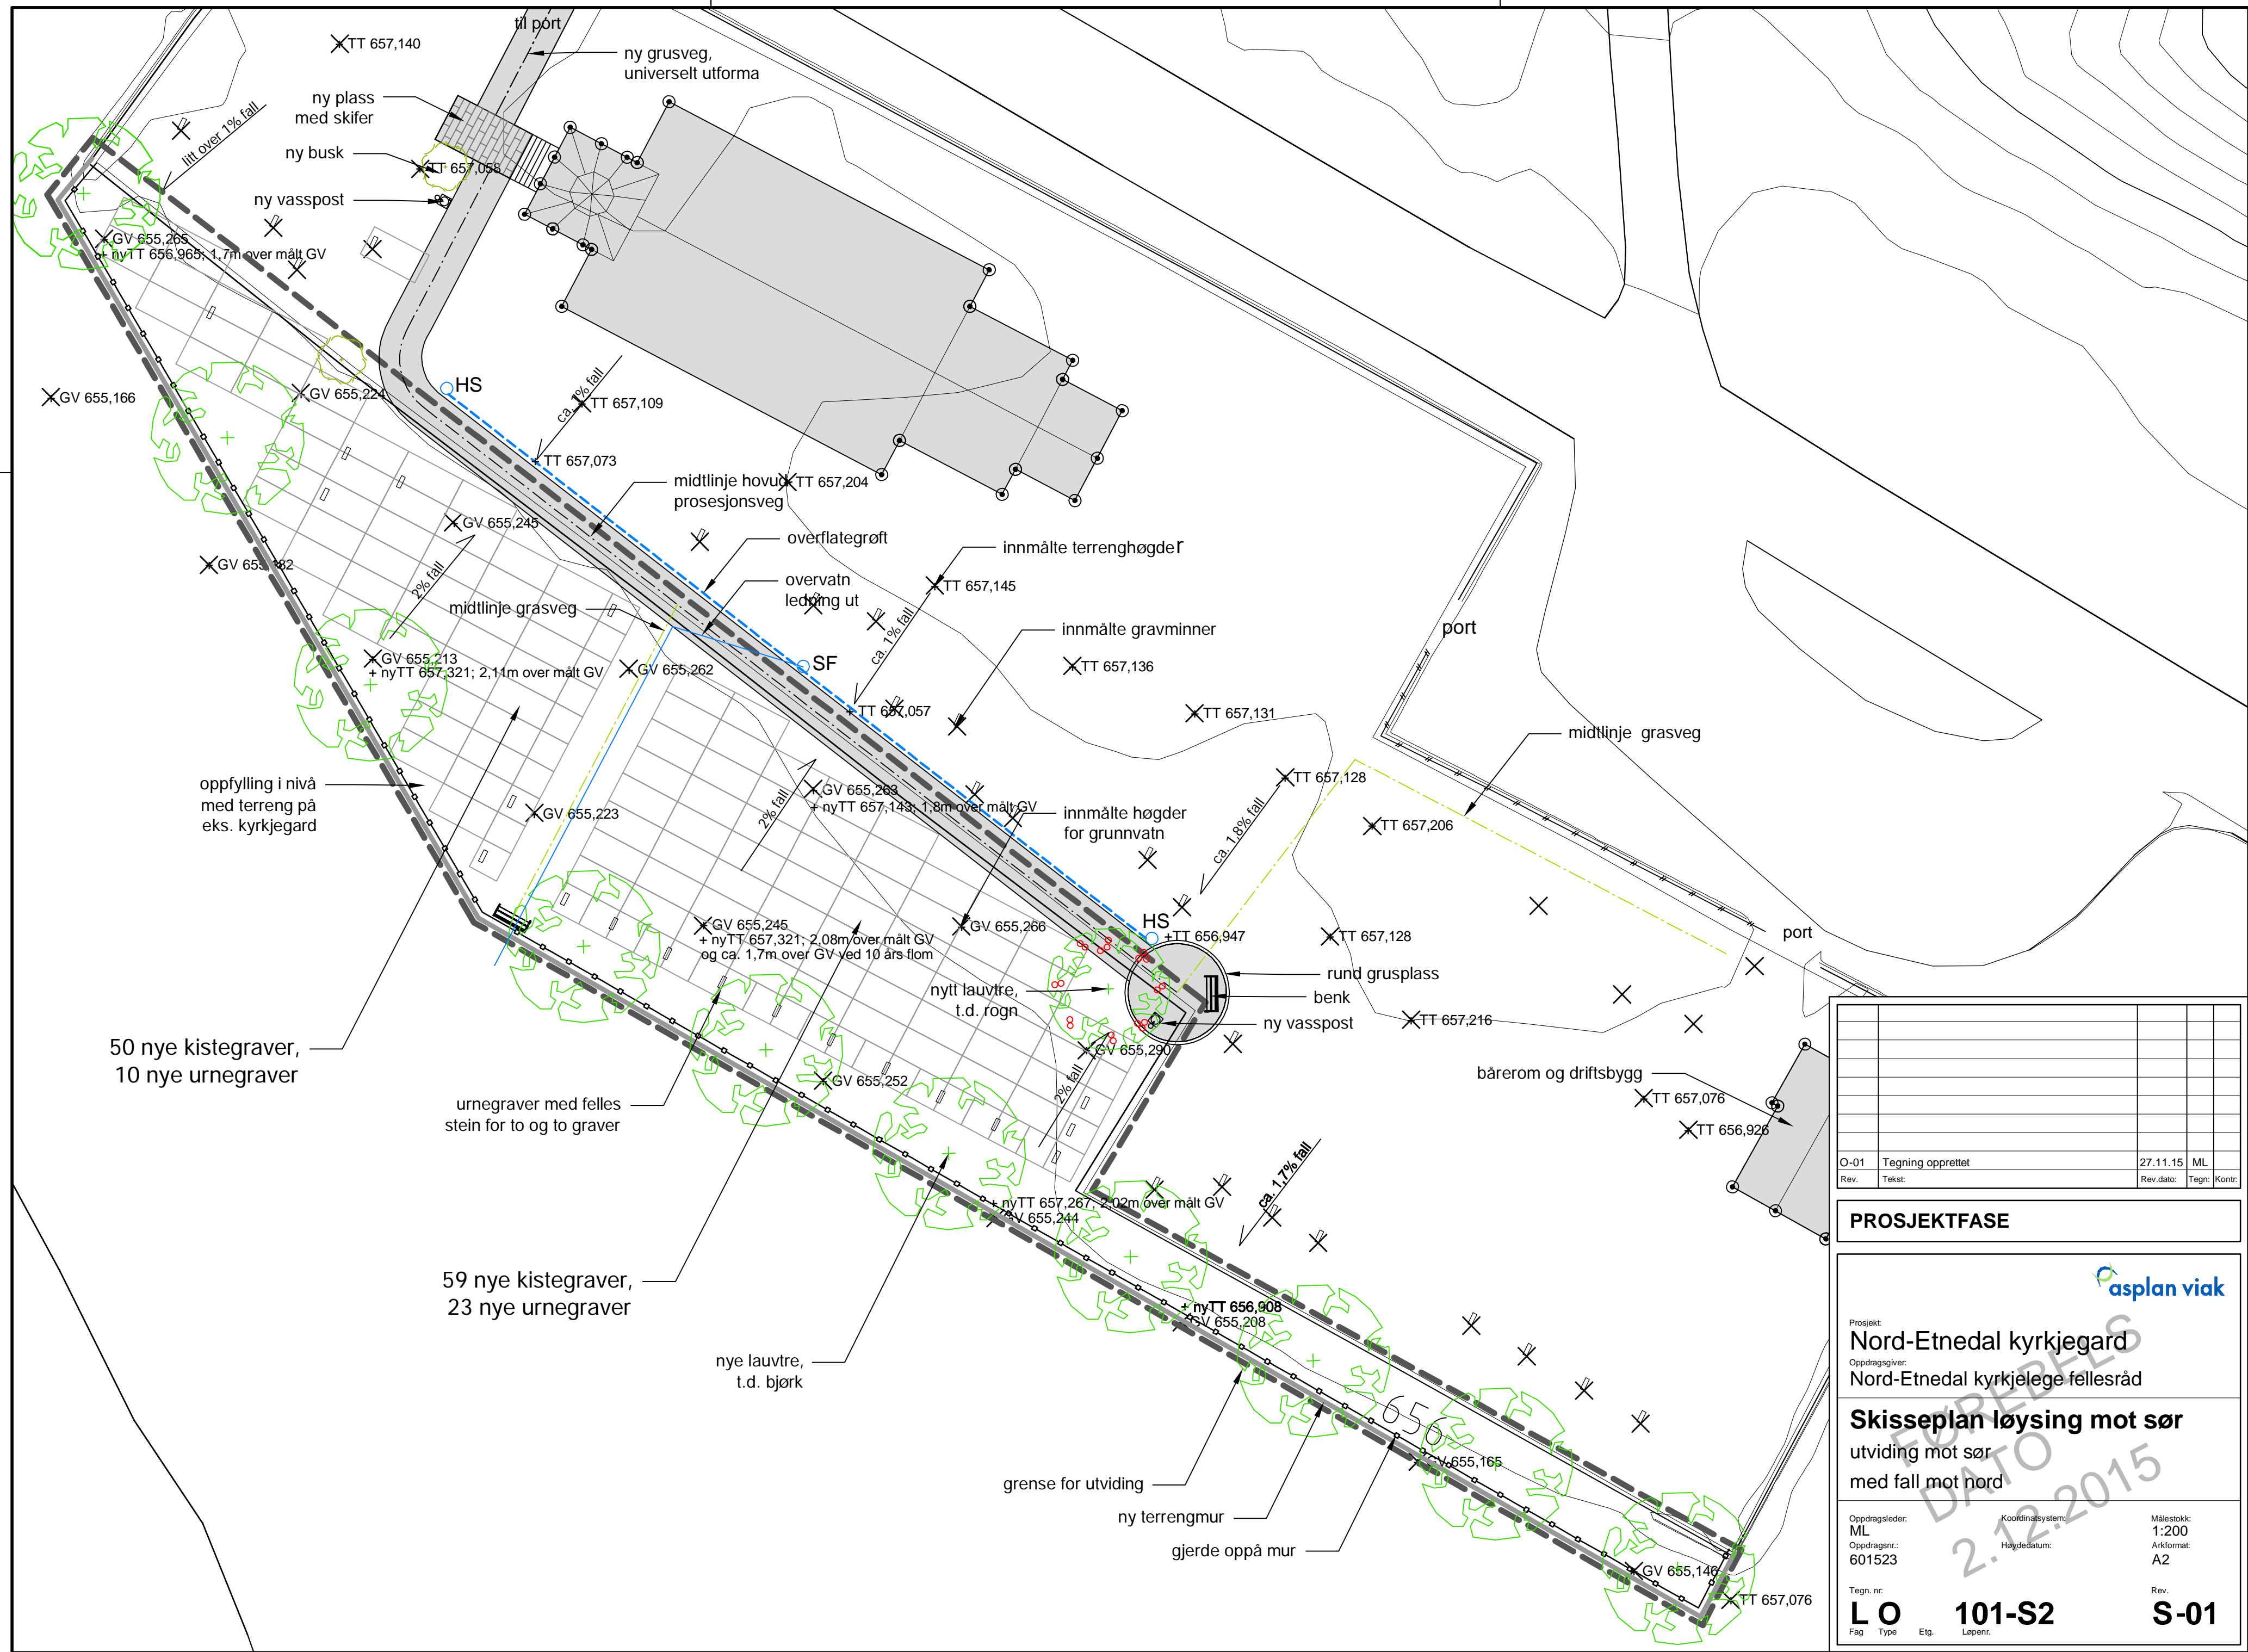 til port
TT 657,140
ny grusveg,
universelt utforma
ny plass
med skifer
litt over 1% fall
ny busk
TT 657,058
ny vasspost
GV 655,265
+ nyTT 656,965; 1,7m over målt GV
HS
GV 655,166
GV 655,224
ca. 1% fall
TT 657,109
+ TT 657,073
midtlinje hovud
prosesjonsveg
TT 657,204
GV 655,245
overflategrøft
innmålte terrenghøgder
2% fall
overvatn
ledning ut
TT 657,145
midtlinje grasveg
ca. 1% fall
innmålte gravminner
port
GV 655,213
+ nyTT 657,321; 2,11m over målt GV
GV 655,262
SF
TT 657,136
+ TT 657,057
TT 657,131
midtlinje grasveg
oppfylling i nivå
med terreng på
eks. kyrkjegard
GV 655,223
2% fall
GV 655,263
+ nyTT 657,143; 1,8m over målt GV
innmålte høgder
for grunnvatn
TT 657,128
ca. 1,8% fall
TT 657,206
GV 655,245
+ nyTT 657,321; 2,08m over målt GV
og ca. 1,7m over GV ved 10 års flom
GV 655,266
HS
+TT 656,947
TT 657,128
port
rund grusplass
nytt lauvtre,
t.d. rogn
benk
ny vasspost
TT 657,216
50 nye kistegraver,
10 nye urnegraver
GV 655,290
GV 655,252
2% fall
urnegraver med felles
stein for to og to graver
bårerom og driftsbygg
TT 657,076
TT 656,926
ca. 1,7% fall
+ nyTT 657,267; 2,02m over målt GV
GV 655,244
59 nye kistegraver,
23 nye urnegraver
+ nyTT 656,908
GV 655,208
nye lauvtre,
t.d. bjørk
656
GV 655,165
grense for utviding
ny terrengmur
gjerde oppå mur
GV 655,146
TT 657,076
O-01 Tegning opprettet 27.11.15 ML
Rev. Tekst: Rev.dato: Tegn: Kontr:
PROSJEKTFASE
asplan viak
Prosjekt:
Nord-Etnedal kyrkjegard
Oppdragsgiver:
Nord-Etnedal kyrkjelege fellesråd
Skisseplan løysing mot sør
utviding mot sør
med fall mot nord
FØREBELS
DATO
2.12.2015
Oppdragsleder: Koordinatsystem: Målestokk:
ML 1:200
Oppdragsnr.: Høydedatum: Arkformat:
601523 A2
Tegn. nr. Rev.
L O 101-S2 S-01
Fag Type Etg. Løpenr.